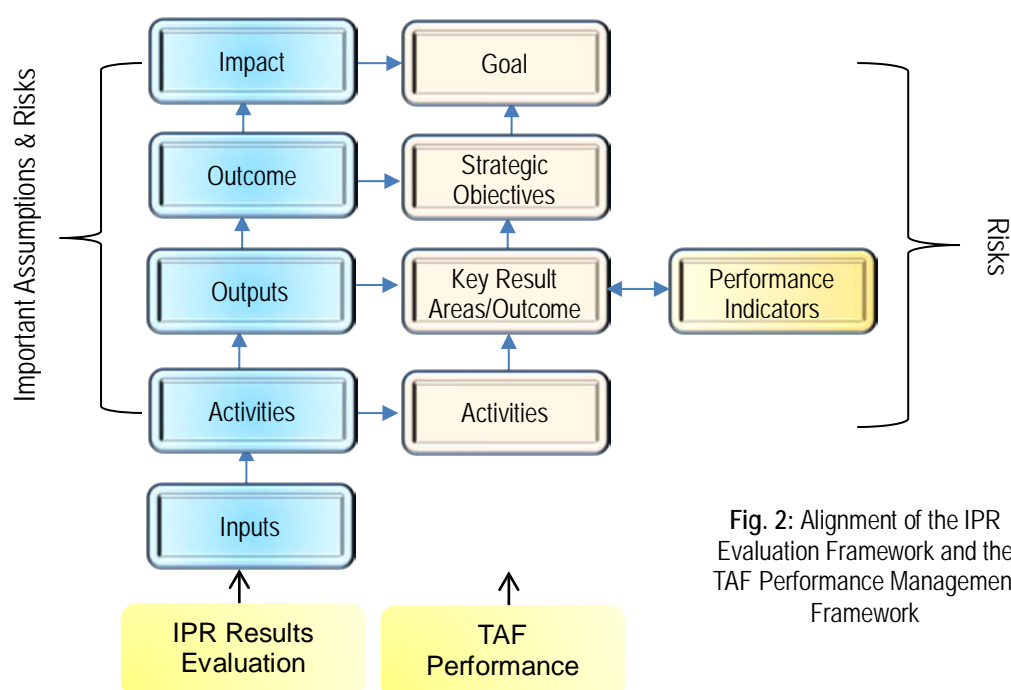 Important Assumptions & Risks
Impact
Goal
Outcome
Strategic
Obiectives
Outputs
Key Result
Areas/Outcome
Performance
Indicators
Risks
Activities
Activities
Inputs
Fig. 2: Alignment of the IPR
Evaluation Framework and the
TAF Performance Managemen
Framework
IPR Results
Evaluation
TAF
Performance